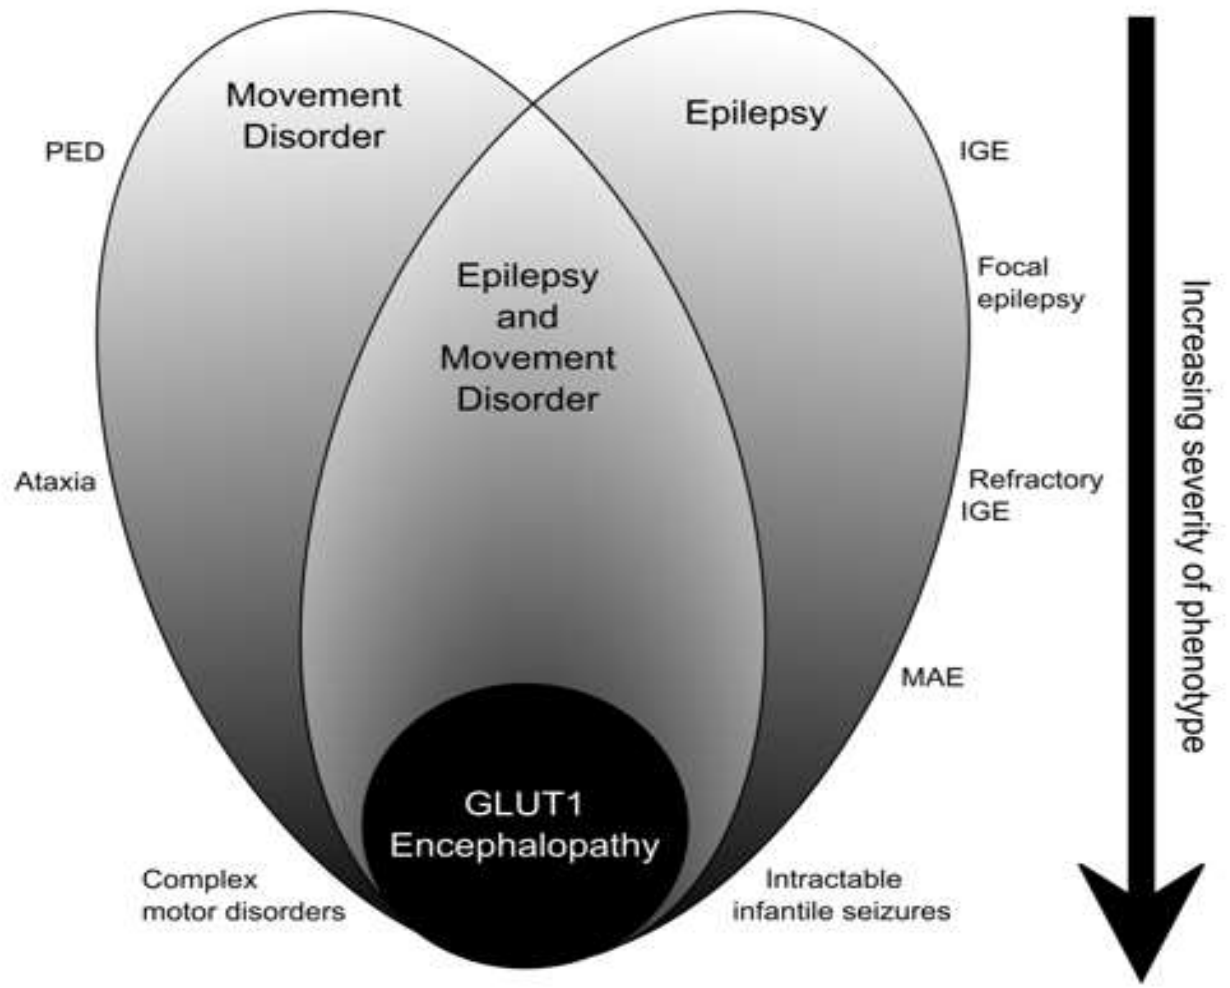 Movement
Disorder
Epilepsy
PED
IGE
Focal
epilepsy
Epilepsy
and
Movement
Disorder
Ataxia
Refractory
IGE
MAE
GLUT1
Encephalopathy
Complex
motor disorders
Intractable
infantile seizures
Increasing severity of phenotype